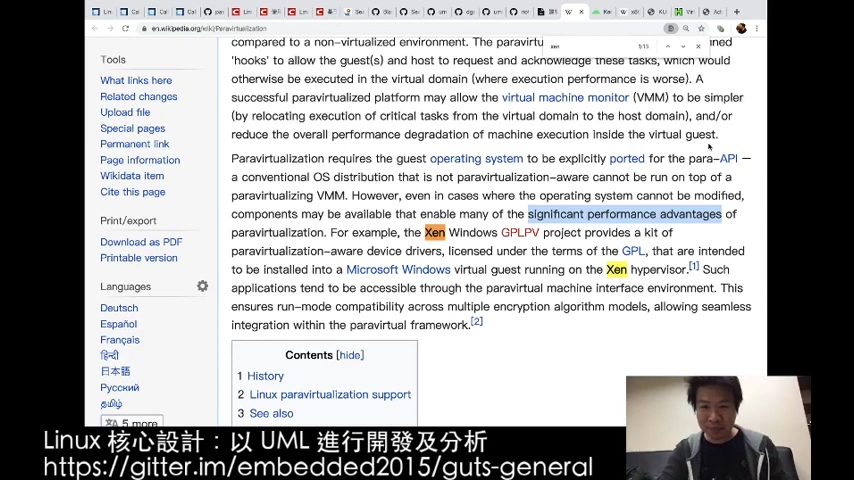 en.wikipedia.org/wiki/Paravirtualization
xen
1/15
Tools
What links here
Related changes
Upload file
Special pages
Permanent link
Page information
Wikidata item
Cite this page
Print/export
Download as PDF
Printable version
Languages
Deutsch
Español
Français
हिन्दी
日本語
Русский
தமிழ்
5 more
compared to a non-virtualized environment. The paravirtu
'hooks' to allow the guest(s) and host to request and acknowledge these tasks, which would
otherwise be executed in the virtual domain (where execution performance is worse). A
successful paravirtualized platform may allow the virtual machine monitor (VMM) to be simpler
(by relocating execution of critical tasks from the virtual domain to the host domain), and/or
reduce the overall performance degradation of machine execution inside the virtual guest.
Paravirtualization requires the guest operating system to be explicitly ported for the para-API —
a conventional OS distribution that is not paravirtualization-aware cannot be run on top of a
paravirtualizing VMM. However, even in cases where the operating system cannot be modified,
components may be available that enable many of the significant performance advantages of
paravirtualization. For example, the Xen Windows GPLPV project provides a kit of
paravirtualization-aware device drivers, licensed under the terms of the GPL, that are intended
to be installed into a Microsoft Windows virtual guest running on the Xen hypervisor.[1] Such
applications tend to be accessible through the paravirtual machine interface environment. This
ensures run-mode compatibility across multiple encryption algorithm models, allowing seamless
integration within the paravirtual framework.[2]
Contents [hide]
1 History
2 Linux paravirtualization support
3 See also
Linux 核心設計：以 UML 進行開發及分析
https://gitter.im/embedded2015/guts-general